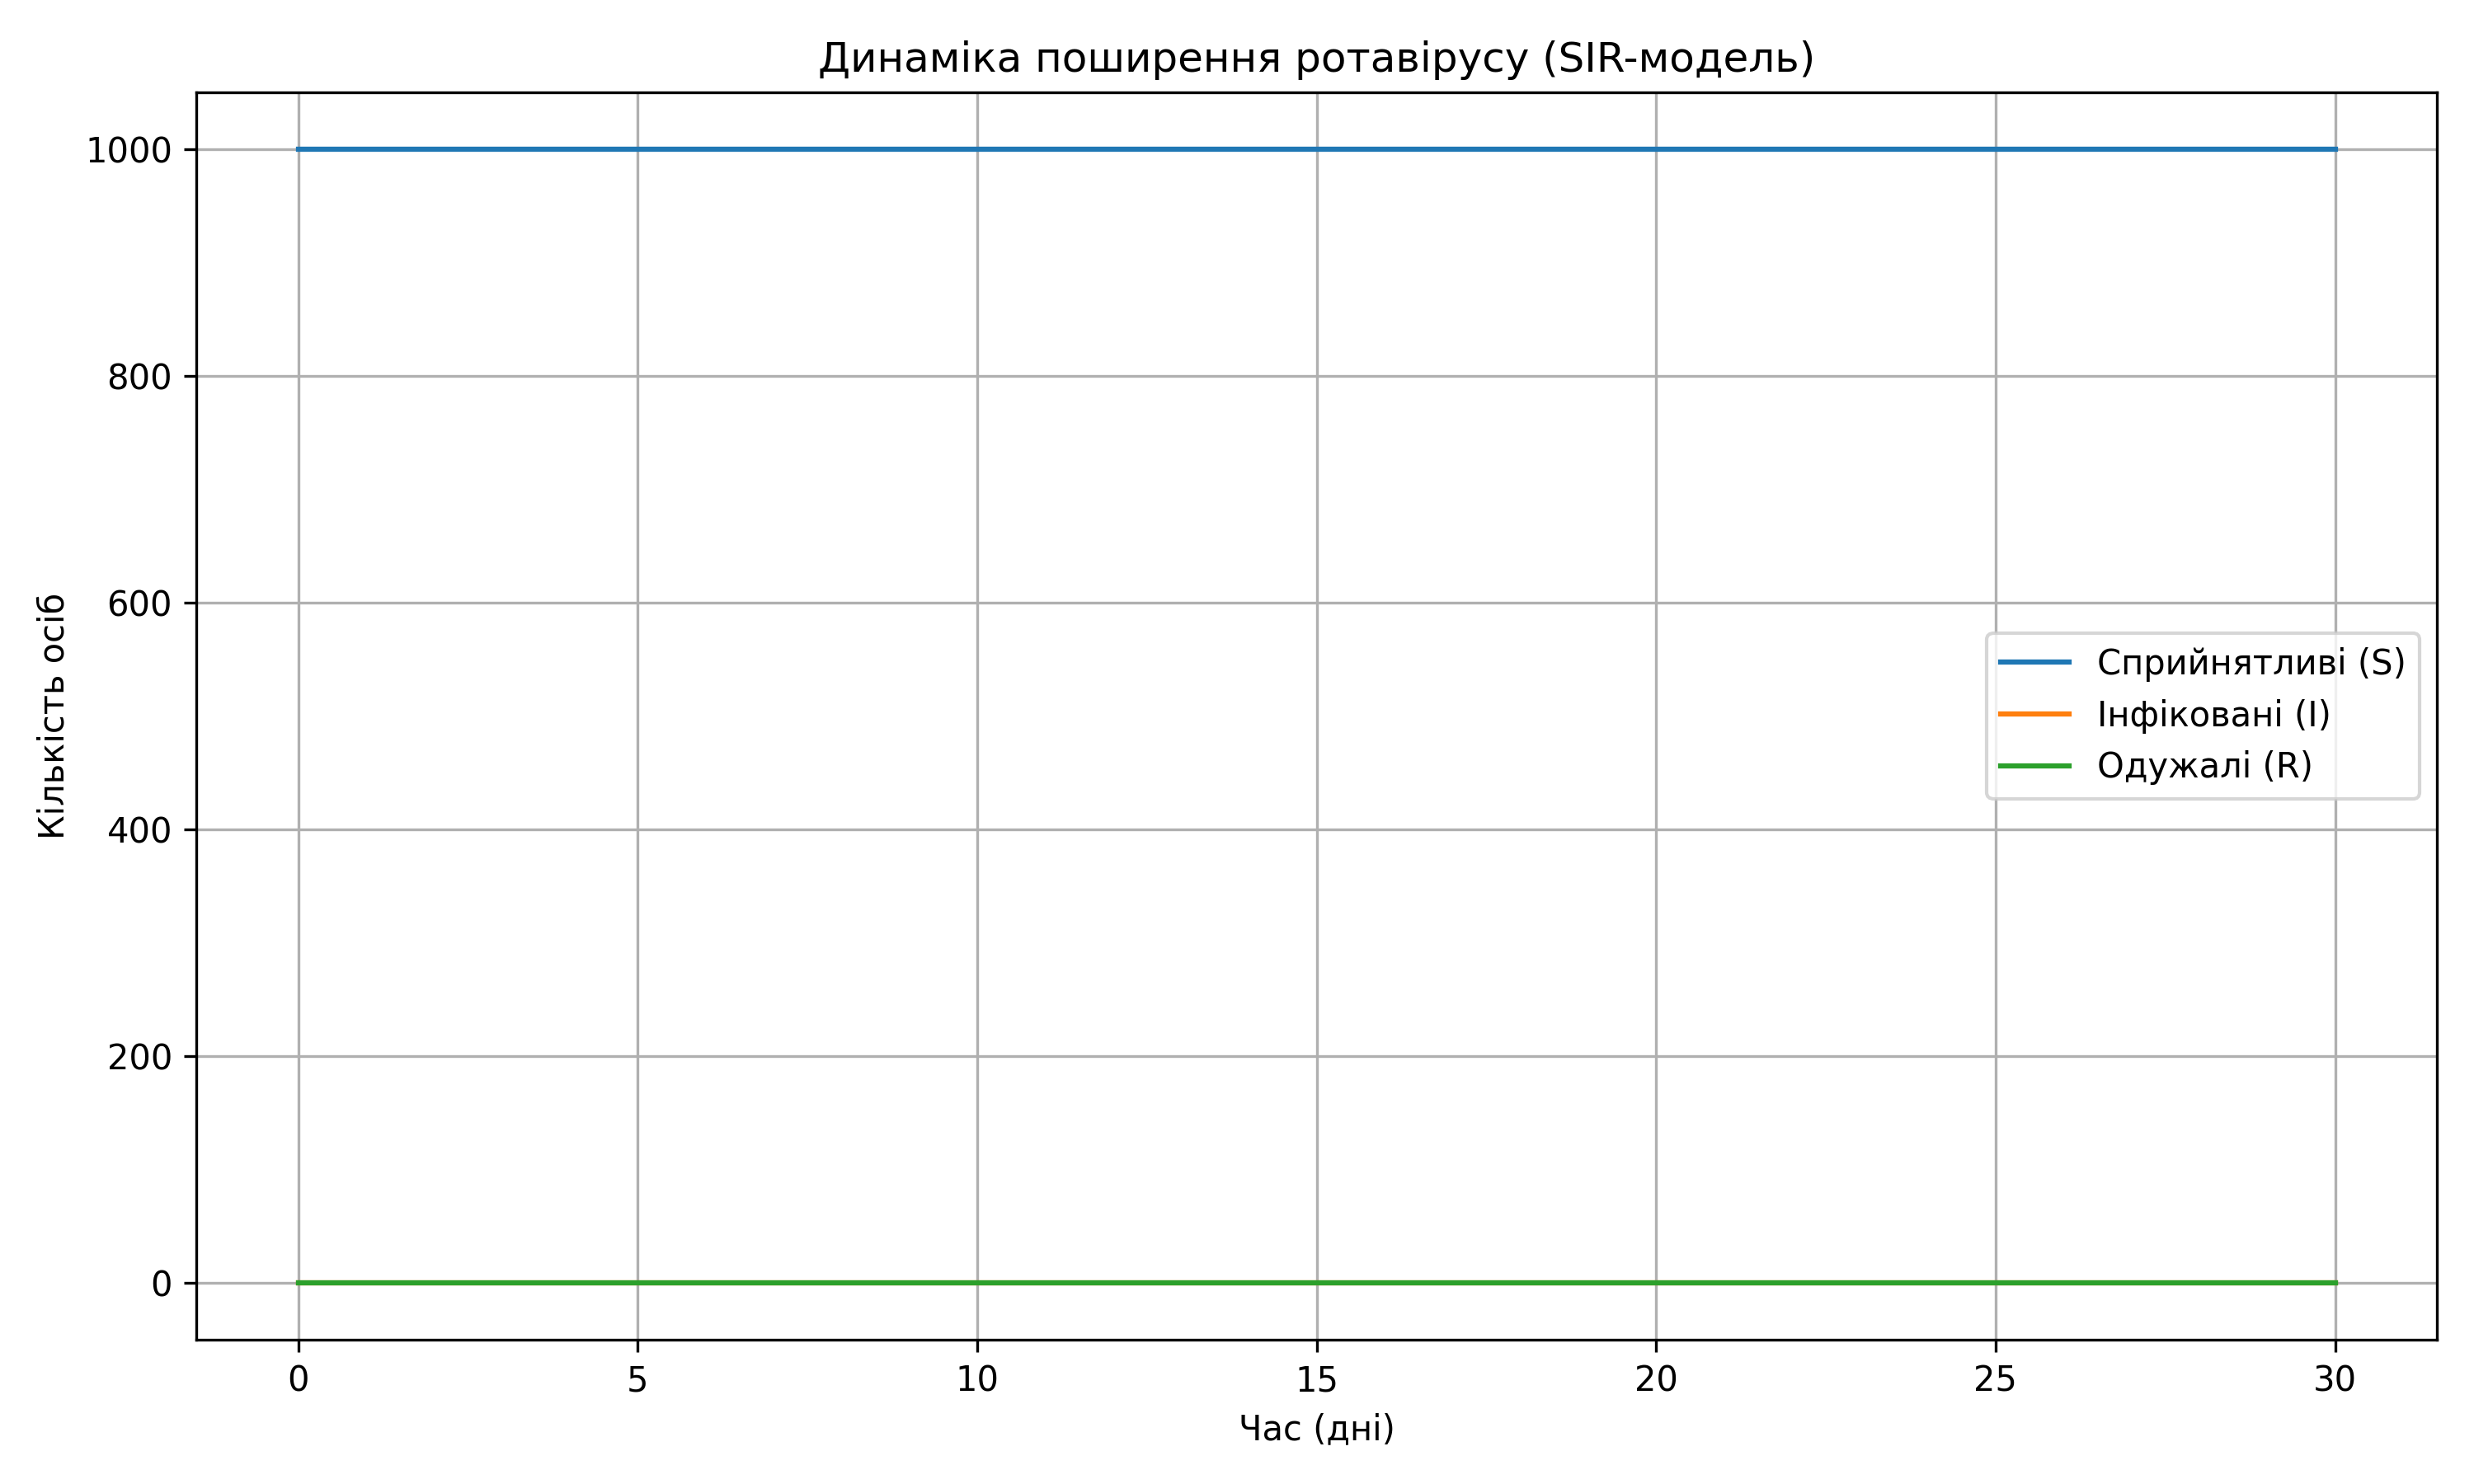 Динаміка поширення ротавірусу (SIR-модель)
Кількість осіб
1000
800
600
400
200
0
Сприйнятливі (S)
Інфіковані (I)
Одужалі (R)
0 5 10 15 20 25 30
Час (дні)